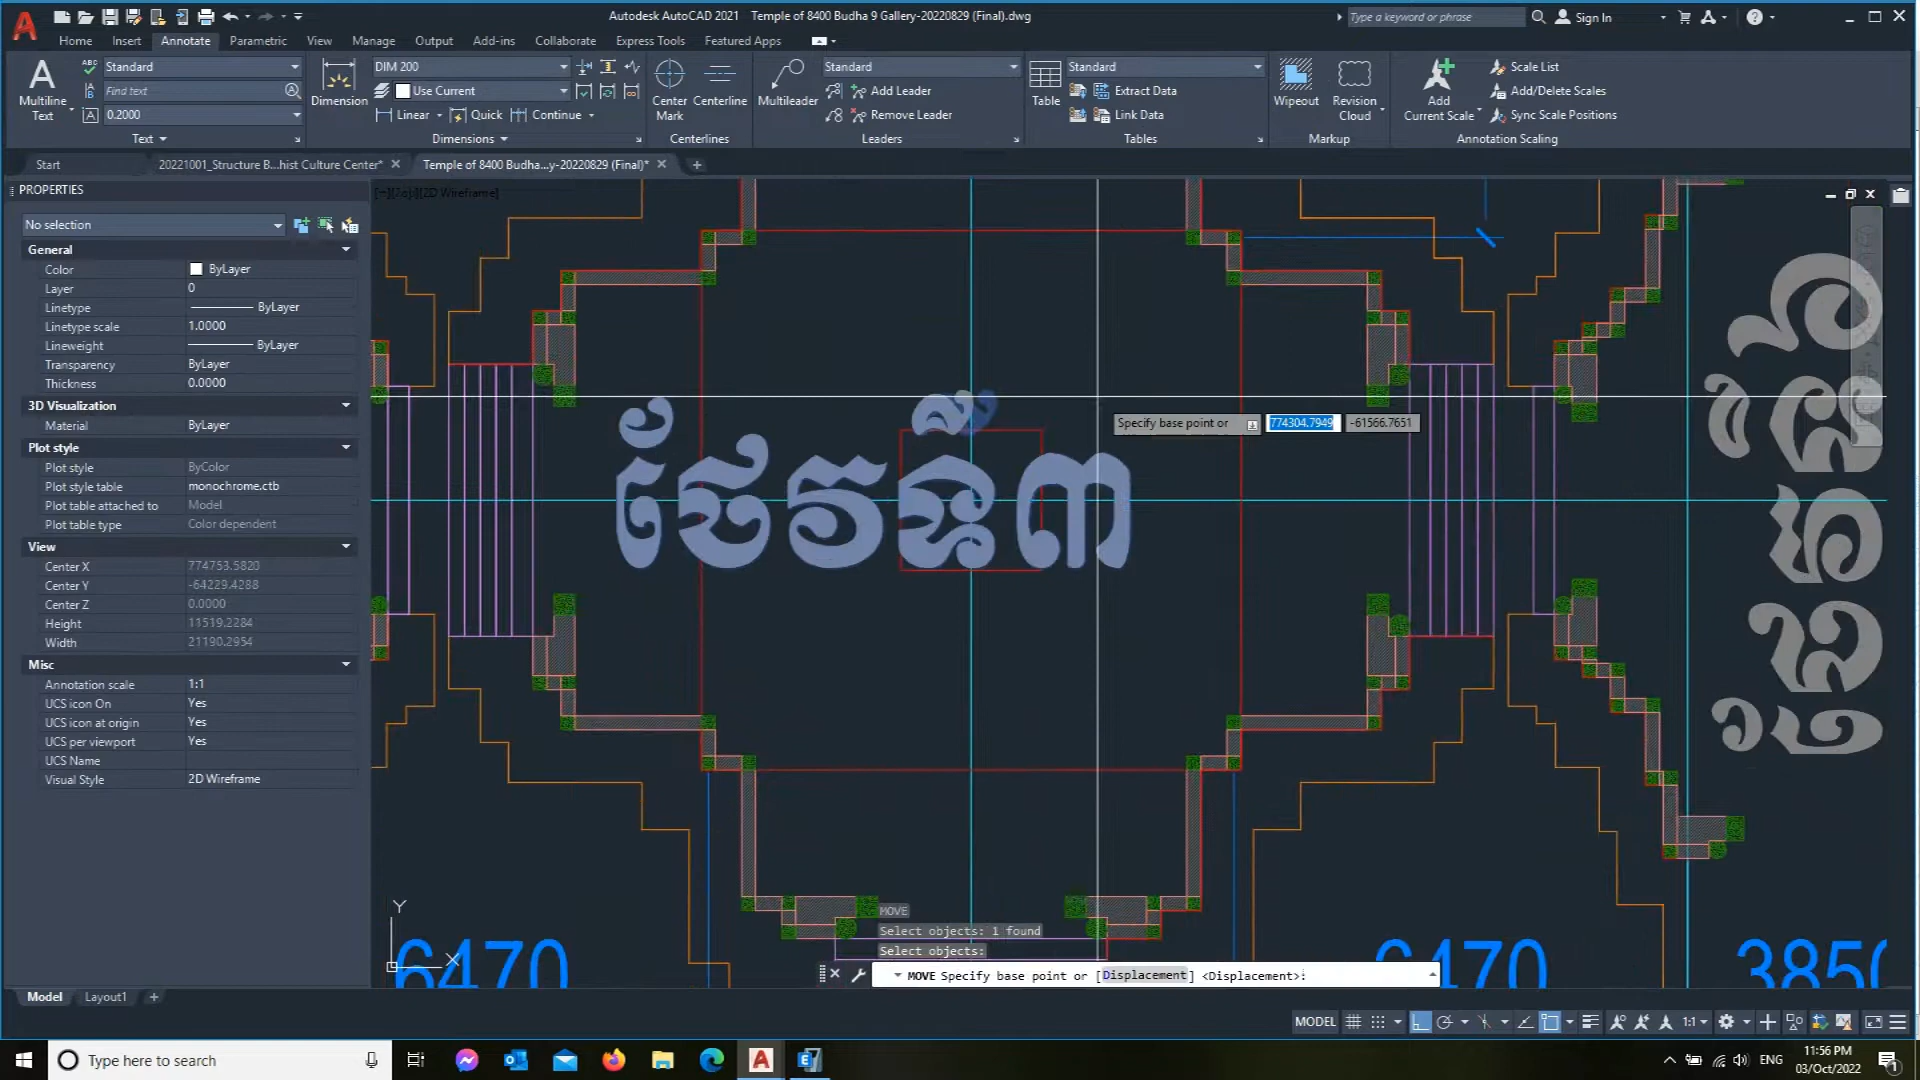 Autodesk AutoCAD 2021 Temple of 8400 Budha 9 Gallery-20220829 (Final).dwg
Type a keyword or phrase
Sign In
Home Insert Annotate Parametric View Manage Output Add-ins Collaborate Express Tools Featured Apps
Multiline Text
Standard
Find text
0.2000
Text
Dimension
DIM 200
Use Current
Linear Quick Continue
Dimensions
Center Mark
Centerline
Centerlines
Multileader
Standard
Add Leader
Remove Leader
Leaders
Table
Standard
Extract Data
Link Data
Tables
Wipeout
Revision Cloud
Markup
Add Current Scale
Scale List
Add/Delete Scales
Sync Scale Positions
Annotation Scaling
Start 20221001_Structure B...hist Culture Center* Temple of 8400 Budha...y-20220829 (Final)*
PROPERTIES
No selection
General
Color ByLayer
Layer 0
Linetype ByLayer
Linetype scale 1.0000
Lineweight ByLayer
Transparency ByLayer
Thickness 0.0000
3D Visualization
Material ByLayer
Plot style
Plot style ByColor
Plot style table monochrome.ctb
Plot table attached to Model
Plot table type Color dependent
View
Center X 774753.5820
Center Y -64229.4288
Center Z 0.0000
Height 11519.2284
Width 21190.2954
Misc
Annotation scale 1:1
UCS icon On Yes
UCS icon at origin Yes
UCS per viewport Yes
UCS Name
Visual Style 2D Wireframe
Specify base point or 774304.7949 -61566.7651
Y
X
6470 6470
MOVE
Select objects: 1 found
Select objects:
MOVE Specify base point or [Displacement] <Displacement>:
Model Layout1
MODEL 1:1
Type here to search
ENG
11:56 PM
03/Oct/2022